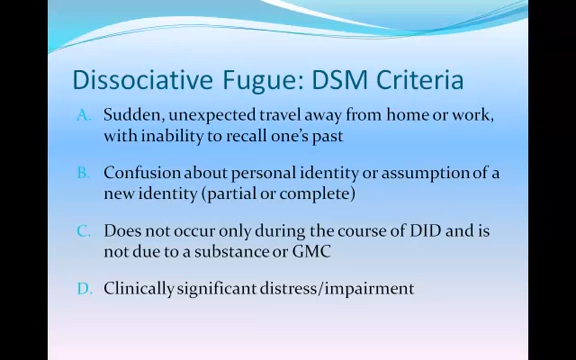 Dissociative Fugue: DSM Criteria
A. Sudden, unexpected travel away from home or work,
with inability to recall one's past
B. Confusion about personal identity or assumption of a
new identity (partial or complete)
C. Does not occur only during the course of DID and is
not due to a substance or GMC
D. Clinically significant distress/impairment